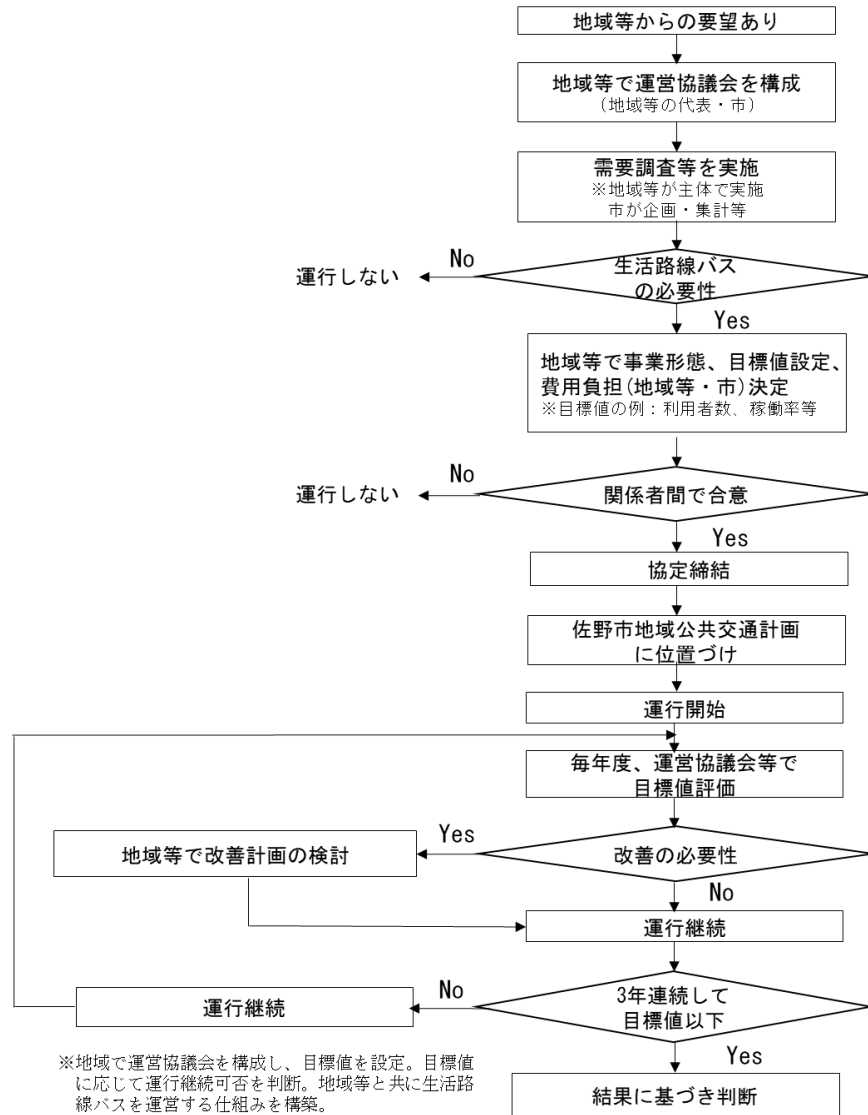 地域等からの要望あり
地域等で運営協議会を構成
（地域等の代表・市）
需要調査等を実施
※地域等が主体で実施
市が企画・集計等
生活路線バス
の必要性
No
運行しない
Yes
地域等で事業形態、目標値設定、
費用負担(地域等・市)決定
※目標値の例：利用者数、稼働率等
関係者間で合意
No
運行しない
Yes
協定締結
佐野市地域公共交通計画
に位置づけ
運行開始
毎年度、運営協議会等で
目標値評価
改善の必要性
Yes
地域等で改善計画の検討
No
運行継続
3年連続して
目標値以下
No
運行継続
Yes
結果に基づき判断
※地域で運営協議会を構成し、目標値を設定。目標値
に応じて運行継続可否を判断。地域等と共に生活路
線バスを運営する仕組みを構築。